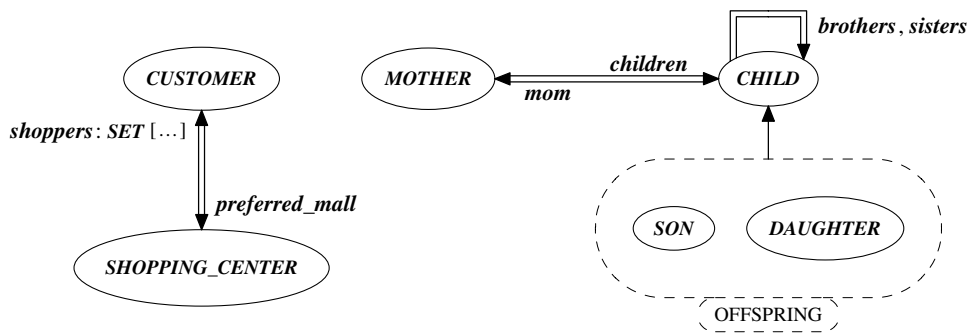 brothers, sisters
CUSTOMER
MOTHER
children
mom
CHILD
shoppers: SET […]
preferred_mall
SHOPPING_CENTER
SON
DAUGHTER
OFFSPRING